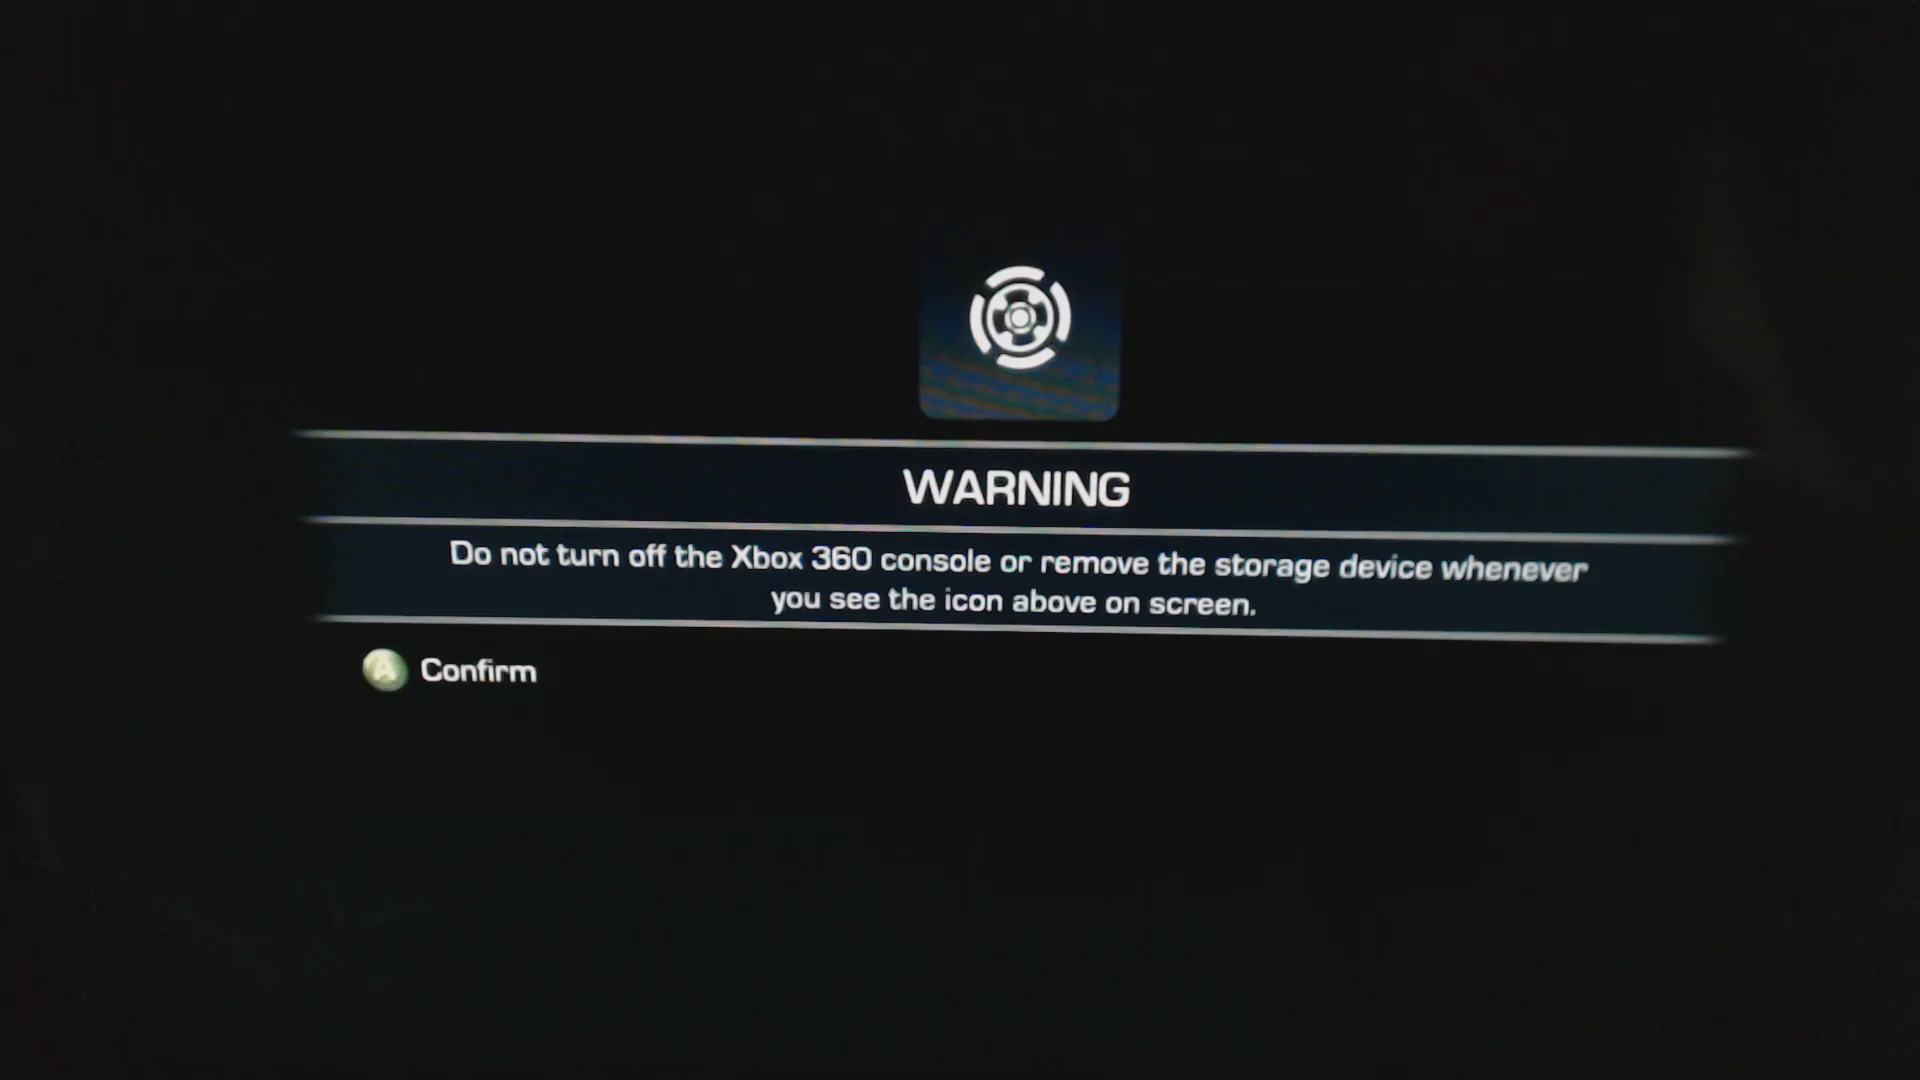 WARNING
Do not turn off the Xbox 360 console or remove the storage device whenever
you see the icon above on screen.
A Confirm